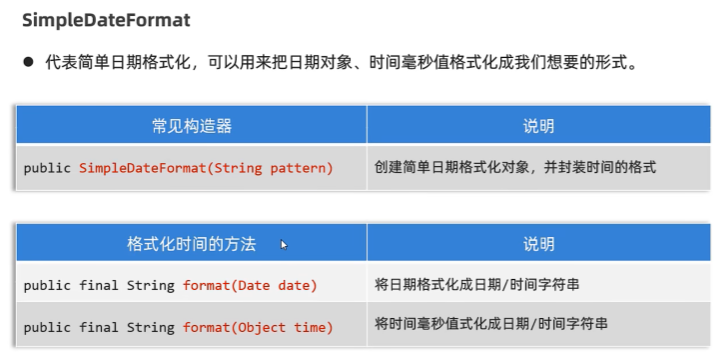 SimpleDateFormat
● 代表简单日期格式化，可以用来把日期对象、时间毫秒值格式化成我们想要的形式。
常见构造器 说明
public SimpleDateFormat(String pattern) 创建简单日期格式化对象，并封装时间的格式
格式化时间的方法 说明
public final String format(Date date) 将日期格式化成日期/时间字符串
public final String format(Object time) 将时间毫秒值式化成日期/时间字符串